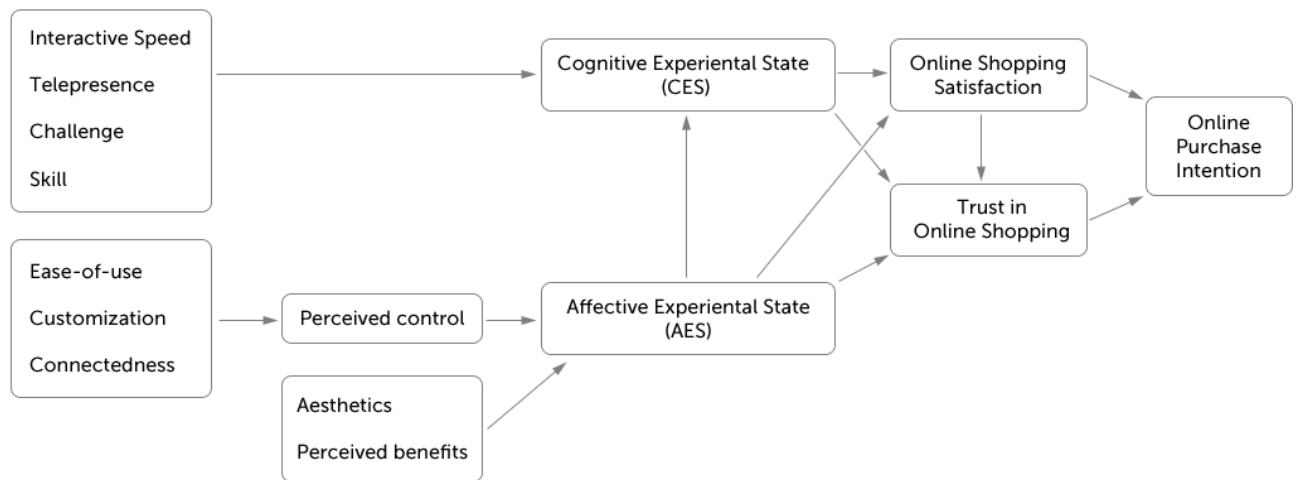 Interactive Speed
Telepresence
Challenge
Skill
Ease-of-use
Customization
Connectedness
Perceived control
Aesthetics
Perceived benefits
Cognitive Experiental State
(CES)
Affective Experiental State
(AES)
Online Shopping
Satisfaction
Trust in
Online Shopping
Online
Purchase
Intention